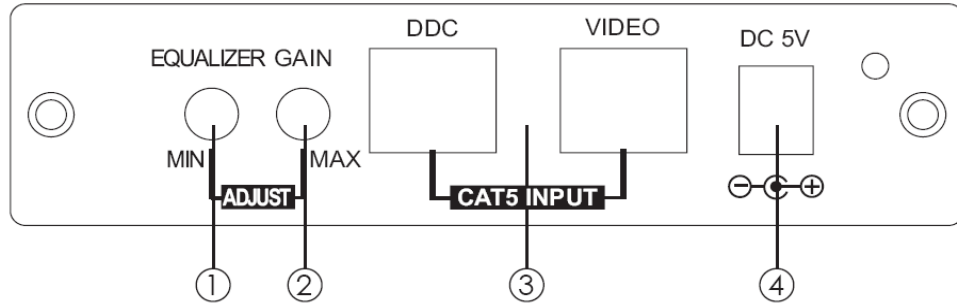 DDC VIDEO DC 5V
EQUALIZER GAIN
MIN MAX
ADJUST CAT5 INPUT
1 2 3 4